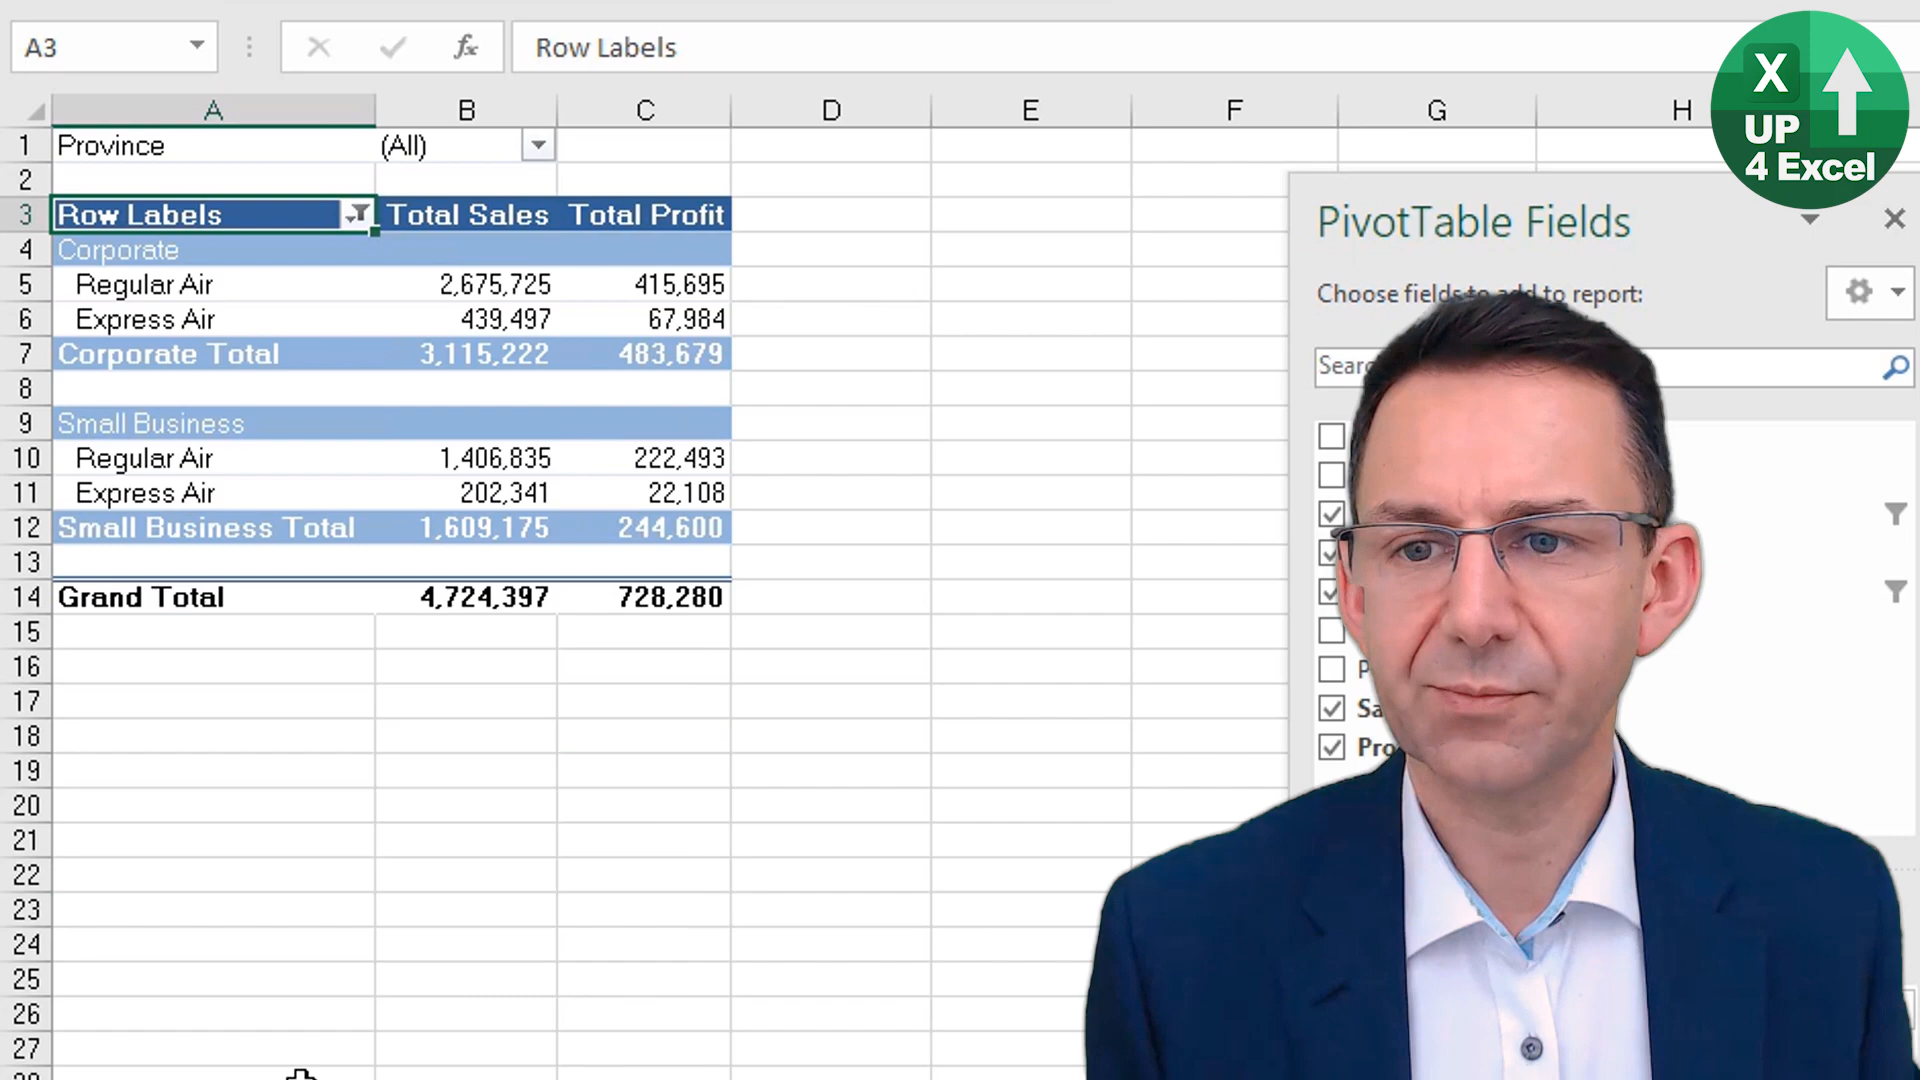 A3
fx
Row Labels
X
UP
4 Excel
A B C D E F G H
1 Province (All)
2
3 Row Labels Total Sales Total Profit
4 Corporate
5 Regular Air 2,675,725 415,695
6 Express Air 439,497 67,984
7 Corporate Total 3,115,222 483,679
8
9 Small Business
10 Regular Air 1,406,835 222,493
11 Express Air 202,341 22,108
12 Small Business Total 1,609,175 244,600
13
14 Grand Total 4,724,397 728,280
15
16
17
18
19
20
21
22
23
24
25
26
27
PivotTable Fields
Choose fields to add to report: